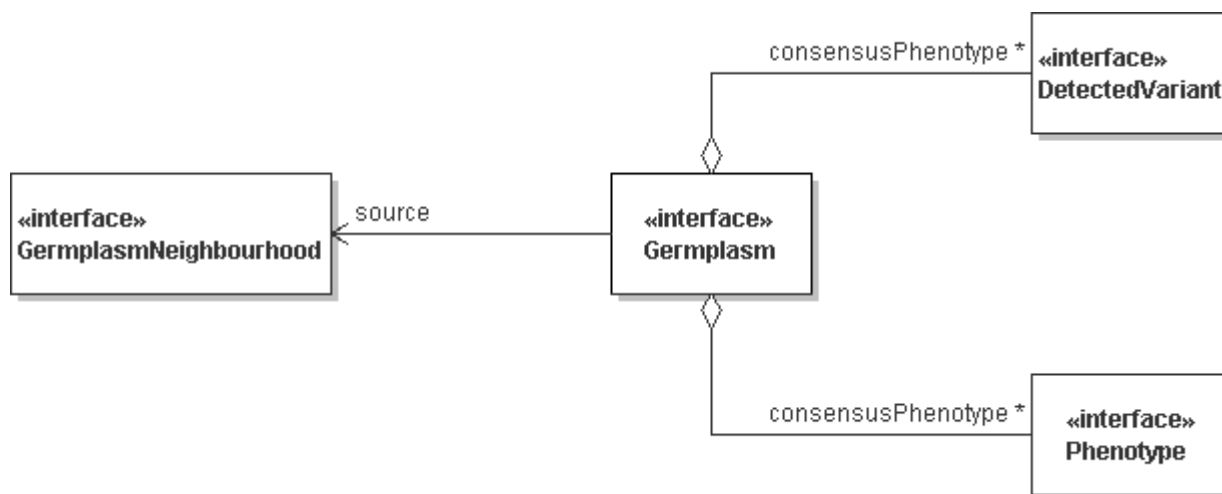 consensusPhenotype *
«interface»
DetectedVariant
«interface»
GermplasmNeighbourhood
source
«interface»
Germplasm
consensusPhenotype *
«interface»
Phenotype